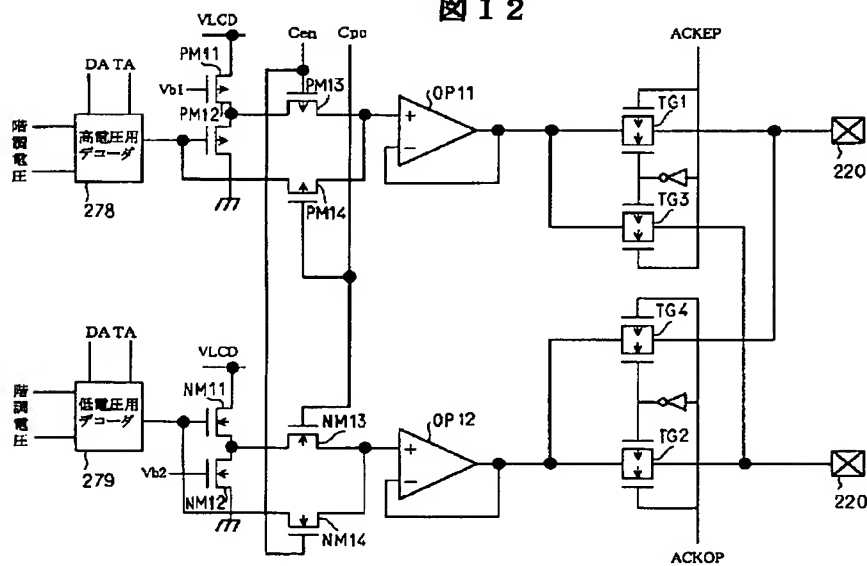 図12
VLCD
Cen
Cpu
ACKEP
DATA
PM11
Vb1
PM12
PM13
OP11
TG1
階調電圧
高電圧用
デコーダ
278
PM14
TG3
220
TG4
DATA
VLCD
NM11
NM13
OP12
TG2
階調電圧
低電圧用
デコーダ
279
Vb2
NM12
NM14
220
ACKOP